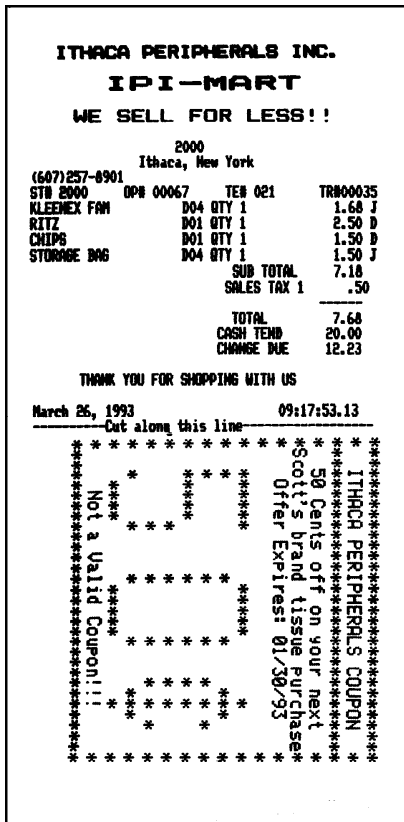 ITHACA PERIPHERALS INC.
IPI-MART
WE SELL FOR LESS!!
2000
Ithaca, New York
(607)257-8901
ST# 2000 OP# 00067 TE# 021 TR#00035
KLEENEX FAM D04 QTY 1 1.68 J
RITZ D01 QTY 1 2.50 D
CHIPS D01 QTY 1 1.50 D
STORAGE BAG D04 QTY 1 1.50 J
SUB TOTAL 7.18
SALES TAX 1 .50
------
TOTAL 7.68
CASH TEND 20.00
CHANGE DUE 12.23
THANK YOU FOR SHOPPING WITH US
March 26, 1993 09:17:53.13
----------Cut along this line------------------
ITHACA PERIPHERALS COUPON
50 Cents off on your next
Scott's brand tissue purchase
Offer Expires: 01/30/93
50¢
Not a Valid Coupon!!!